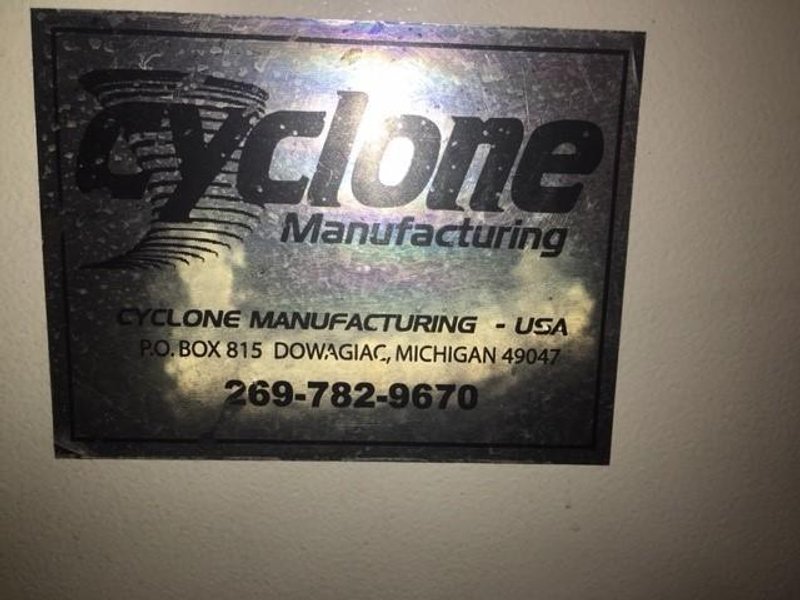 cyclone
Manufacturing
CYCLONE MANUFACTURING - USA
P.O. BOX 815 DOWAGIAC, MICHIGAN 49047
269-782-9670